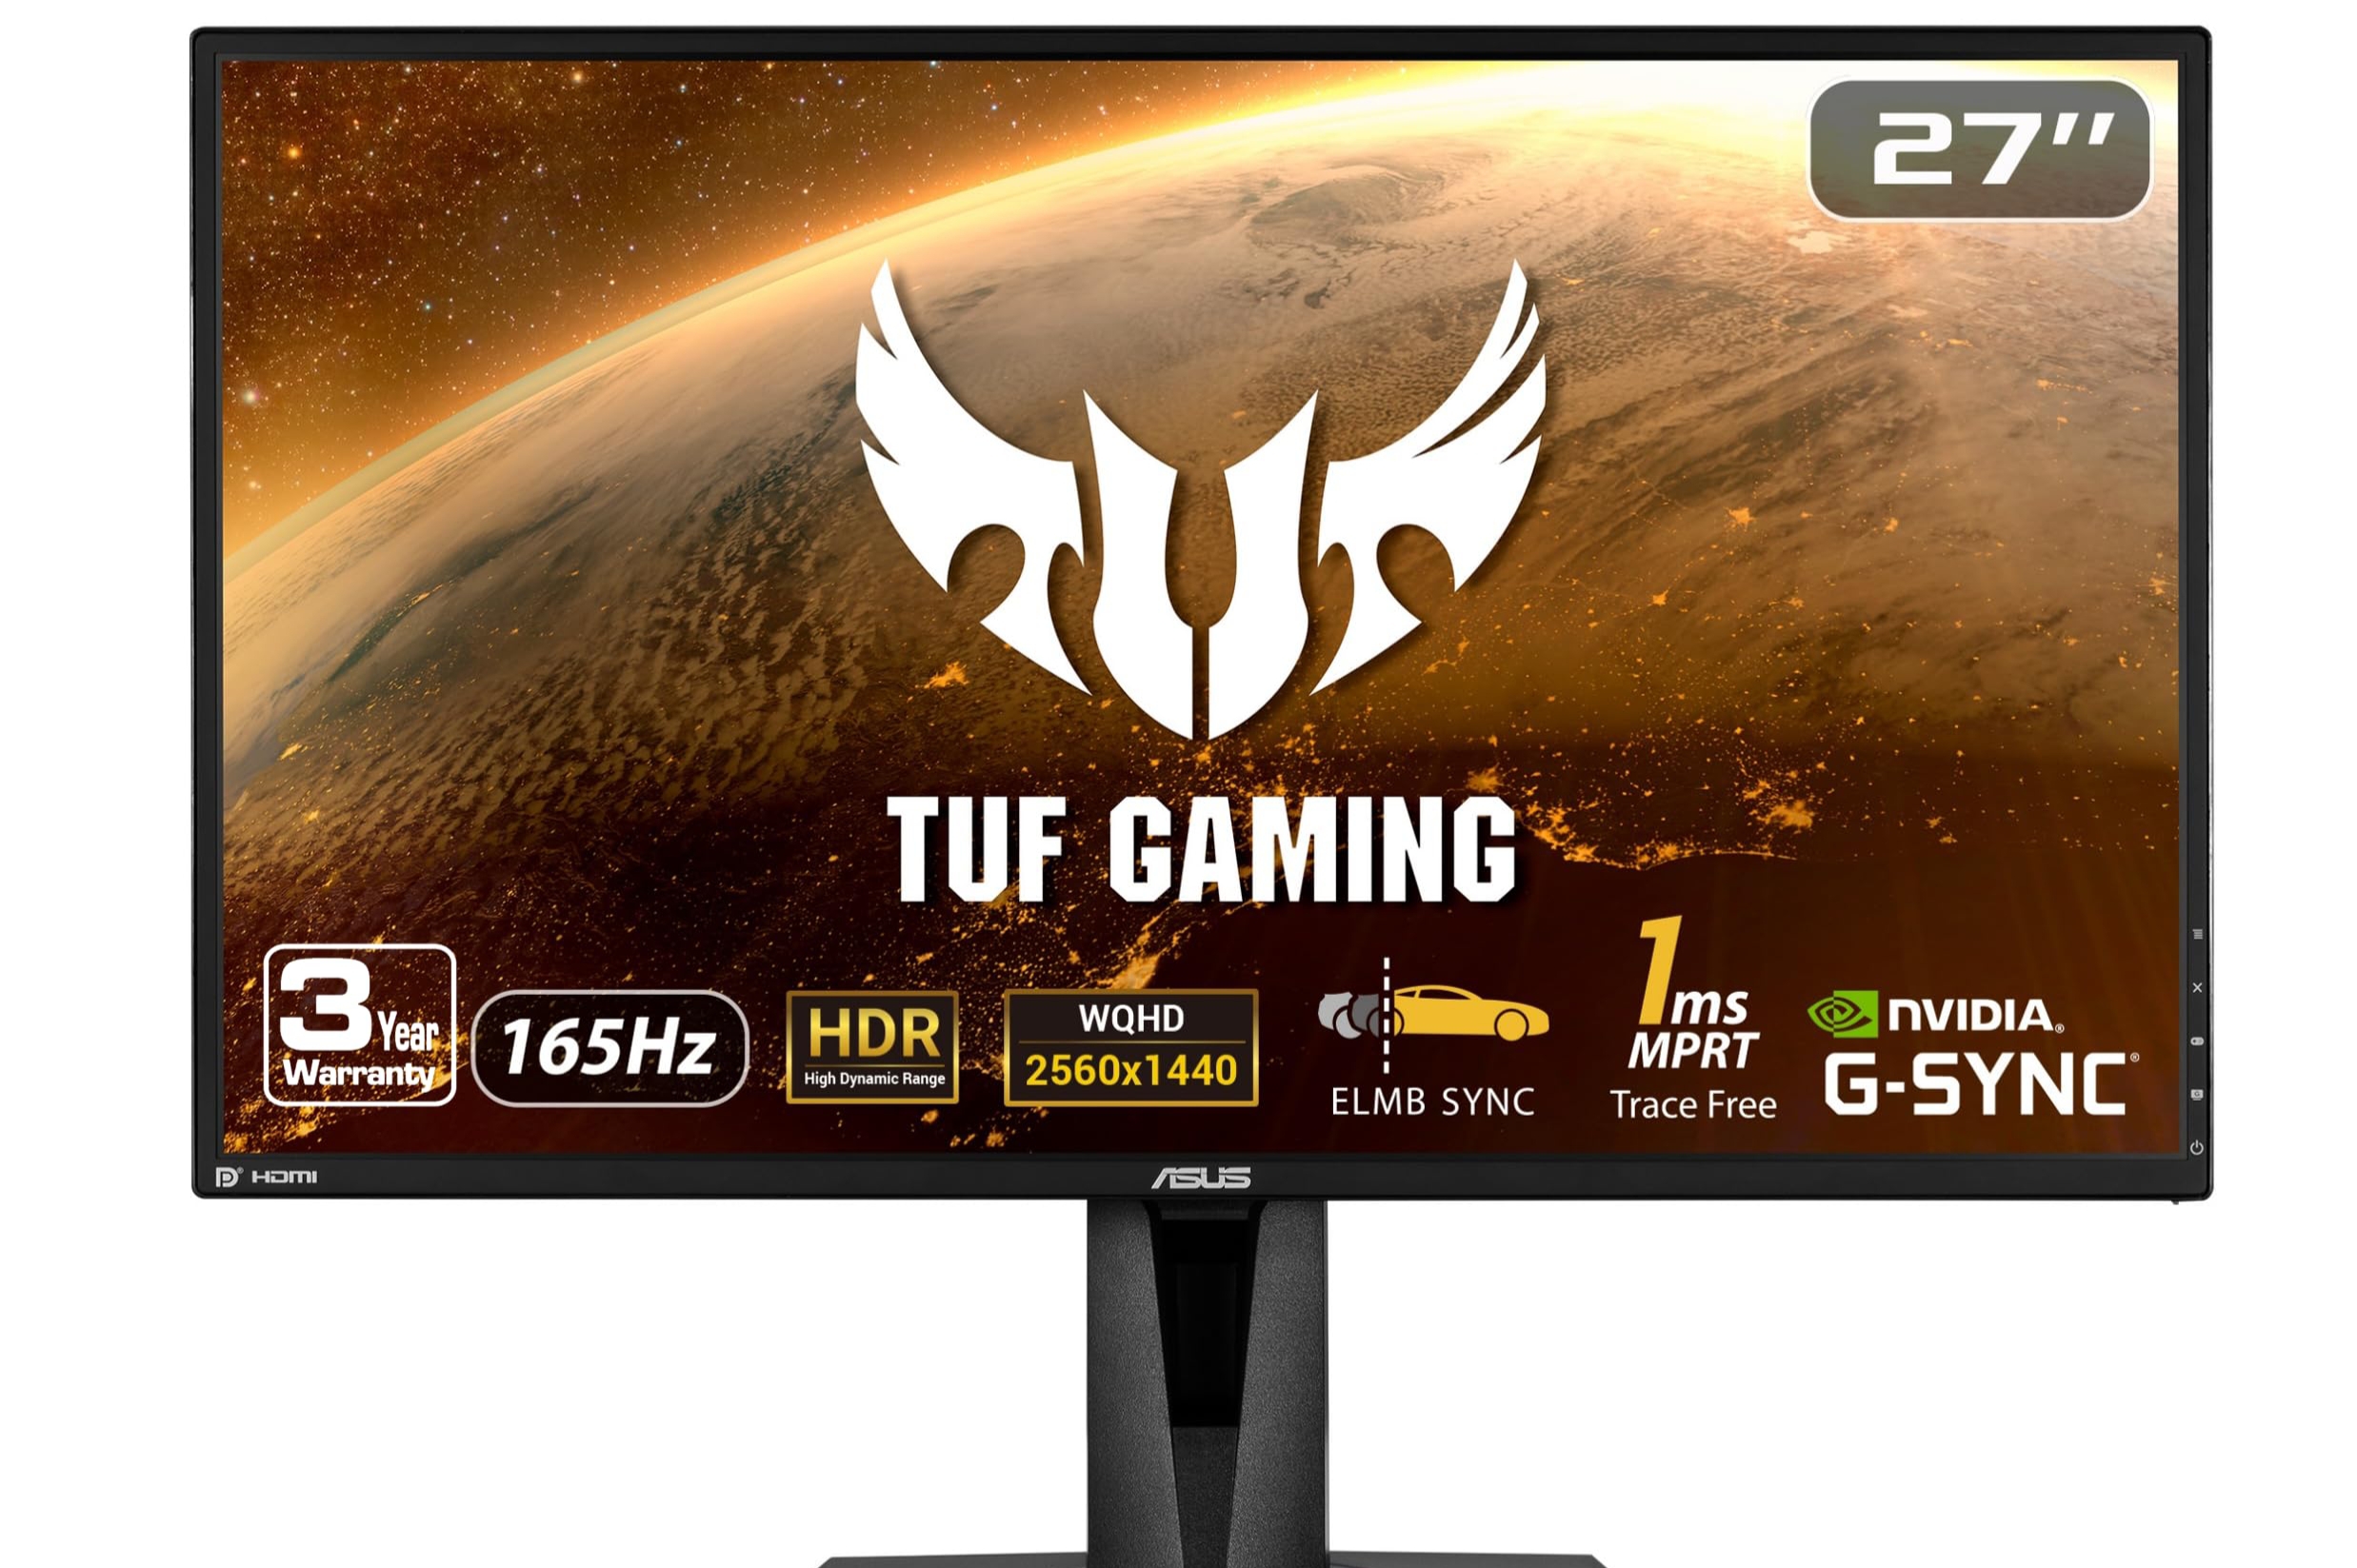 27″
TUF GAMING
3 Year
Warranty
165Hz
HDR
High Dynamic Range
WQHD
2560x1440
ELMB SYNC
1ms
MPRT
Trace Free
NVIDIA®
G-SYNC®
D® HDMI
ASUS